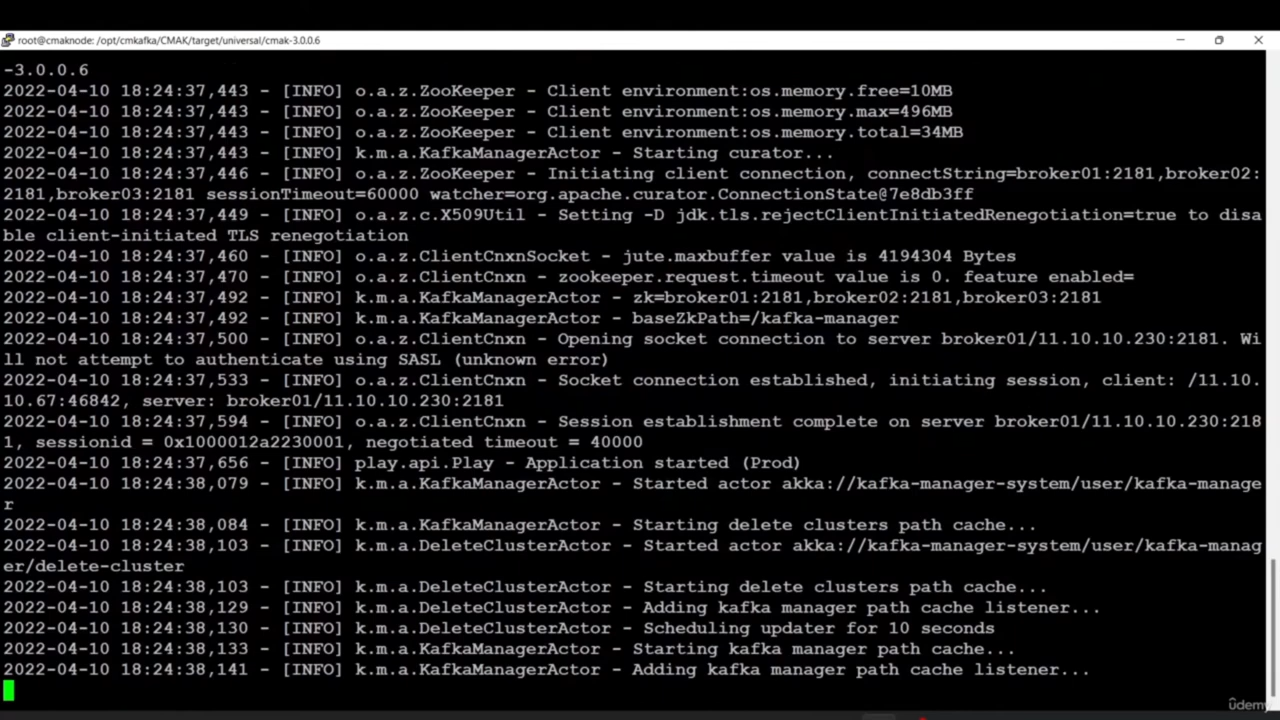 root@cmaknode: /opt/cmkafka/CMAK/target/universal/cmak-3.0.0.6
-3.0.0.6
2022-04-10 18:24:37,443 - [INFO] o.a.z.ZooKeeper - Client environment:os.memory.free=10MB
2022-04-10 18:24:37,443 - [INFO] o.a.z.ZooKeeper - Client environment:os.memory.max=496MB
2022-04-10 18:24:37,443 - [INFO] o.a.z.ZooKeeper - Client environment:os.memory.total=34MB
2022-04-10 18:24:37,443 - [INFO] k.m.a.KafkaManagerActor - Starting curator...
2022-04-10 18:24:37,446 - [INFO] o.a.z.ZooKeeper - Initiating client connection, connectString=broker01:2181,broker02:
2181,broker03:2181 sessionTimeout=60000 watcher=org.apache.curator.ConnectionState@7e8db3ff
2022-04-10 18:24:37,449 - [INFO] o.a.z.c.X509Util - Setting -D jdk.tls.rejectClientInitiatedRenegotiation=true to disa
ble client-initiated TLS renegotiation
2022-04-10 18:24:37,460 - [INFO] o.a.z.ClientCnxnSocket - jute.maxbuffer value is 4194304 Bytes
2022-04-10 18:24:37,470 - [INFO] o.a.z.ClientCnxn - zookeeper.request.timeout value is 0. feature enabled=
2022-04-10 18:24:37,492 - [INFO] k.m.a.KafkaManagerActor - zk=broker01:2181,broker02:2181,broker03:2181
2022-04-10 18:24:37,492 - [INFO] k.m.a.KafkaManagerActor - baseZkPath=/kafka-manager
2022-04-10 18:24:37,500 - [INFO] o.a.z.ClientCnxn - Opening socket connection to server broker01/11.10.10.230:2181. Wi
ll not attempt to authenticate using SASL (unknown error)
2022-04-10 18:24:37,533 - [INFO] o.a.z.ClientCnxn - Socket connection established, initiating session, client: /11.10.
10.67:46842, server: broker01/11.10.10.230:2181
2022-04-10 18:24:37,594 - [INFO] o.a.z.ClientCnxn - Session establishment complete on server broker01/11.10.10.230:218
1, sessionid = 0x1000012a2230001, negotiated timeout = 40000
2022-04-10 18:24:37,656 - [INFO] play.api.Play - Application started (Prod)
2022-04-10 18:24:38,079 - [INFO] k.m.a.KafkaManagerActor - Started actor akka://kafka-manager-system/user/kafka-manage
r
2022-04-10 18:24:38,084 - [INFO] k.m.a.KafkaManagerActor - Starting delete clusters path cache...
2022-04-10 18:24:38,103 - [INFO] k.m.a.DeleteClusterActor - Started actor akka://kafka-manager-system/user/kafka-manag
er/delete-cluster
2022-04-10 18:24:38,103 - [INFO] k.m.a.DeleteClusterActor - Starting delete clusters path cache...
2022-04-10 18:24:38,129 - [INFO] k.m.a.DeleteClusterActor - Adding kafka manager path cache listener...
2022-04-10 18:24:38,130 - [INFO] k.m.a.DeleteClusterActor - Scheduling updater for 10 seconds
2022-04-10 18:24:38,133 - [INFO] k.m.a.KafkaManagerActor - Starting kafka manager path cache...
2022-04-10 18:24:38,141 - [INFO] k.m.a.KafkaManagerActor - Adding kafka manager path cache listener...
udemy